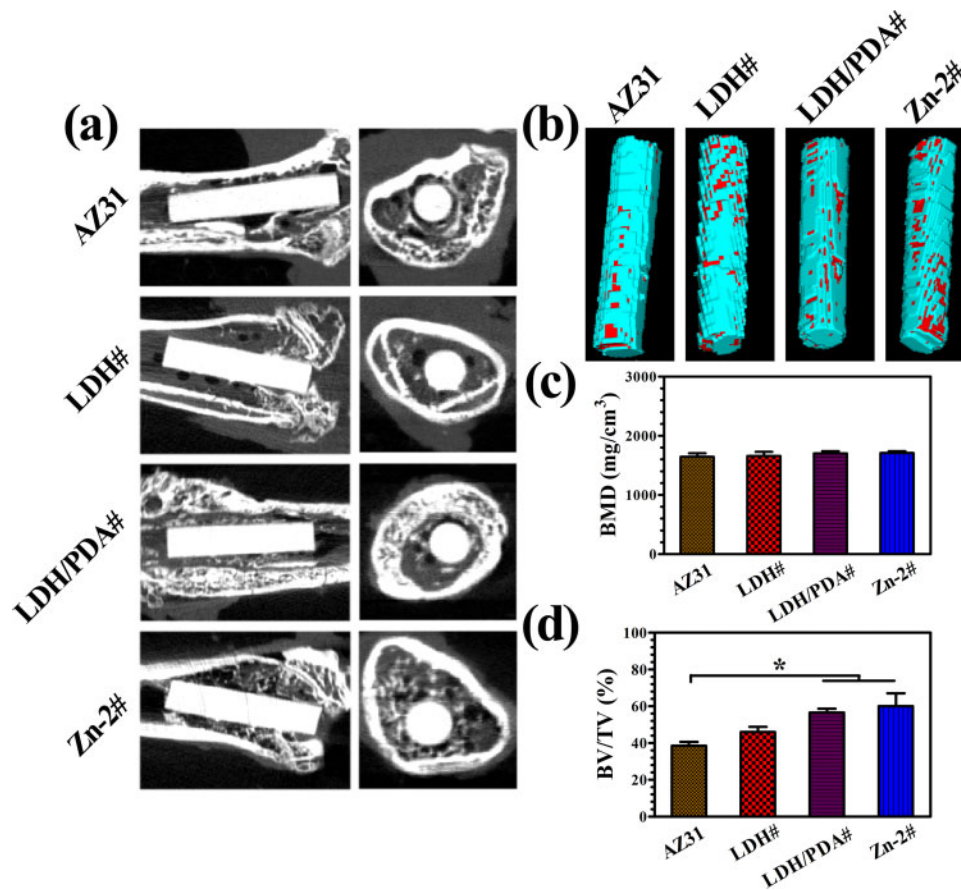 (a)
AZ31
LDH#
LDH/PDA#
Zn-2#
(b)
AZ31
LDH#
LDH/PDA#
Zn-2#
(c)
BMD (mg/cm³)
3000
2000
1000
0
AZ31
LDH#
LDH/PDA#
Zn-2#
(d)
BV/TV (%)
100
80
60
40
20
0
*
AZ31
LDH#
LDH/PDA#
Zn-2#